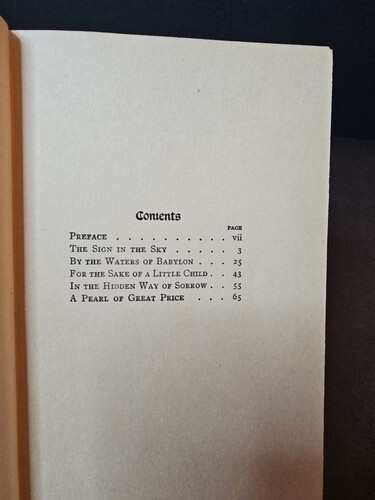 Contents
PAGE
PREFACE . . . . . . . . . . vii
THE SIGN IN THE SKY . . . . . 3
BY THE WATERS OF BABYLON . . . 25
FOR THE SAKE OF A LITTLE CHILD . 43
IN THE HIDDEN WAY OF SORROW . . 55
A PEARL OF GREAT PRICE . . . 65